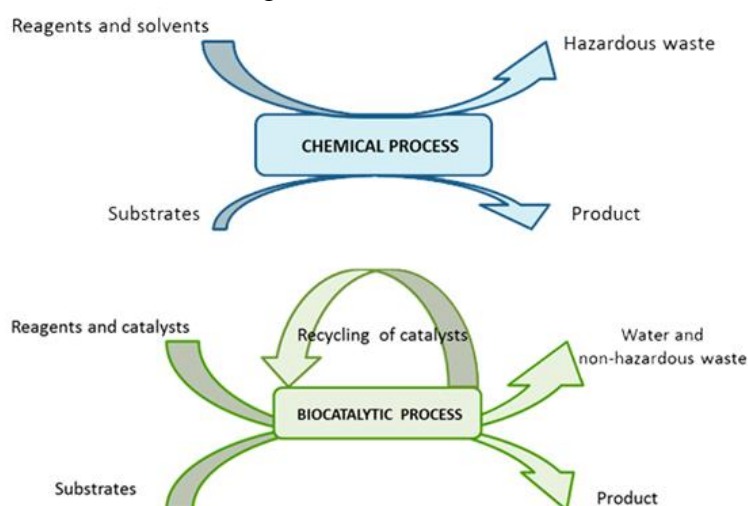 Reagents and solvents
Hazardous waste
CHEMICAL PROCESS
Substrates
Product
Reagents and catalysts
Recycling of catalysts
Water and
non-hazardous waste
BIOCATALYTIC PROCESS
Substrates
Product